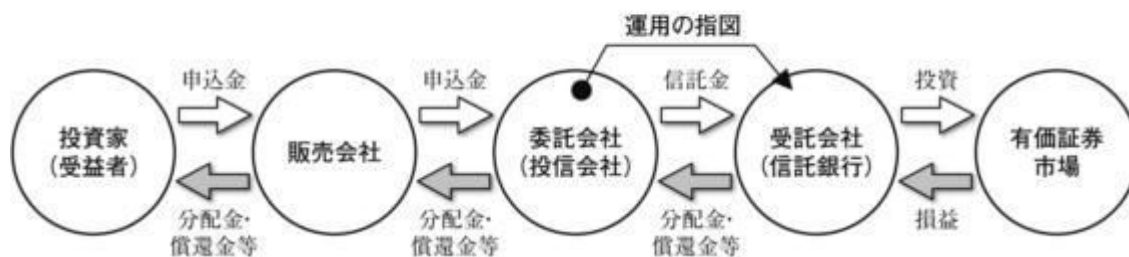 運用の指図
申込金
申込金
信託金
投資
投資家
(受益者)
販売会社
委託会社
(投信会社)
受託会社
(信託銀行)
有価証券
市場
分配金・
償還金等
分配金・
償還金等
分配金・
償還金等
損益